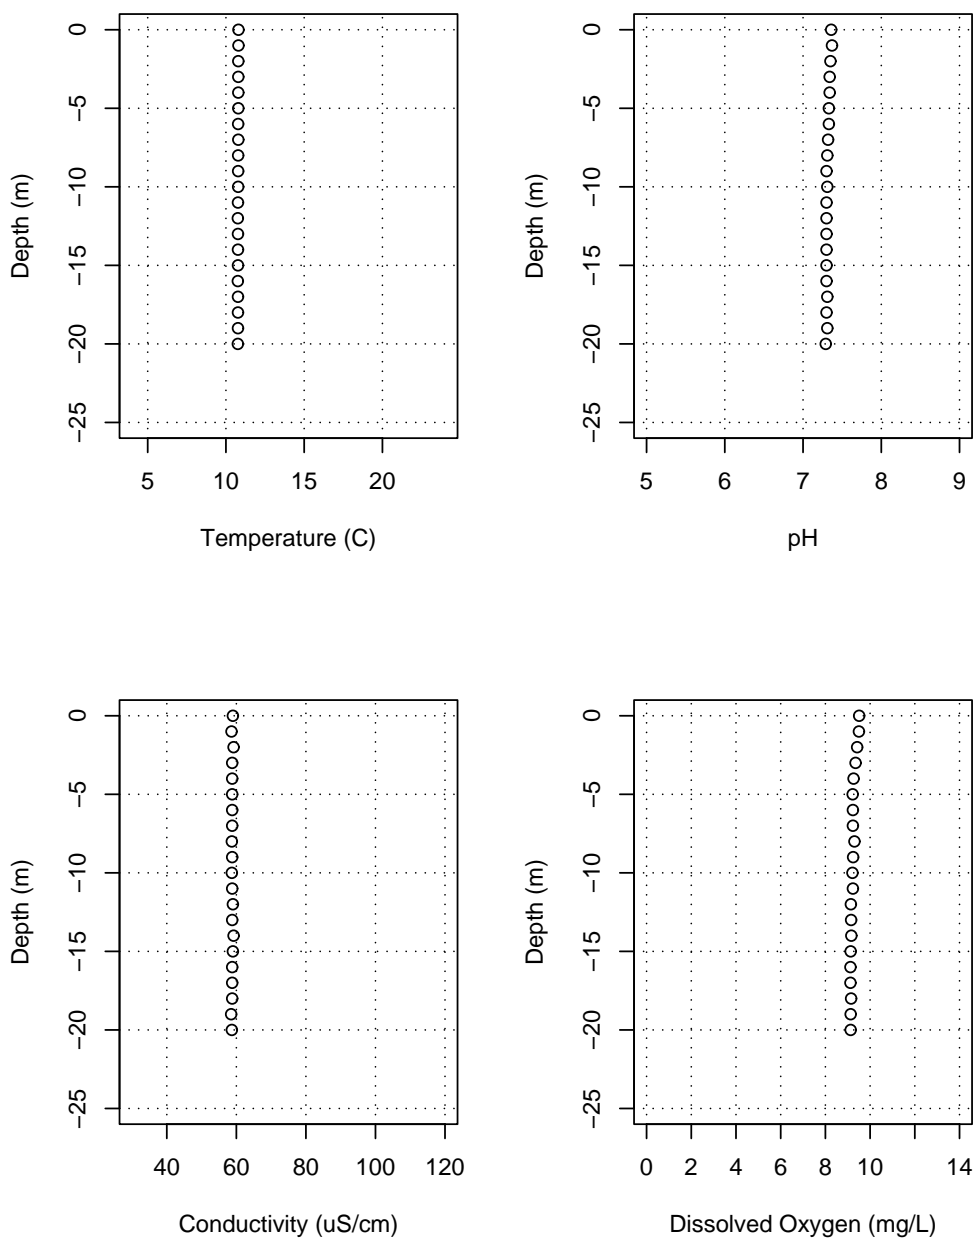 0
−5
−10
−15
−20
−25
Depth (m)
5 10 15 20
Temperature (C)
0
−5
−10
−15
−20
−25
Depth (m)
5 6 7 8 9
pH
0
−5
−10
−15
−20
−25
Depth (m)
40 60 80 100 120
Conductivity (uS/cm)
0
−5
−10
−15
−20
−25
Depth (m)
0 2 4 6 8 10 14
Dissolved Oxygen (mg/L)